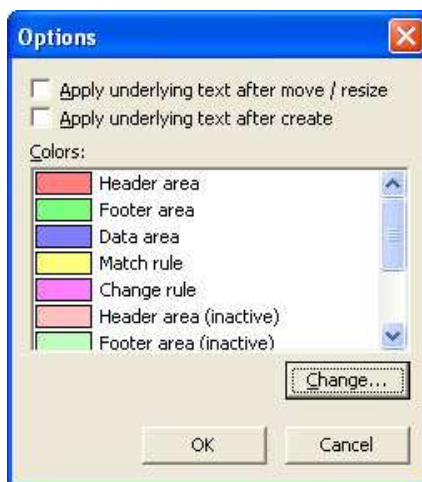 Options
Apply underlying text after move / resize
Apply underlying text after create
Colors:
Header area
Footer area
Data area
Match rule
Change rule
Header area (inactive)
Footer area (inactive)
Change...
OK Cancel